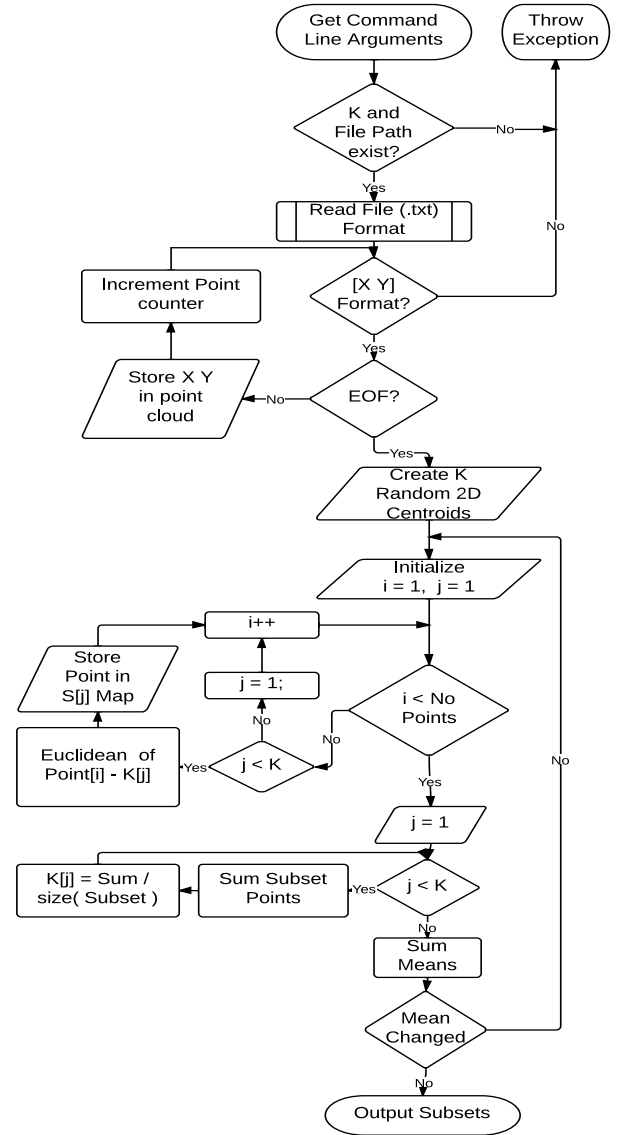 Get Command
Line Arguments
Throw
Exception
K and
File Path
exist?
No
Yes
Read File (.txt)
Format
No
Increment Point
counter
[X Y]
Format?
Yes
Store X Y
in point
cloud
No
EOF?
Yes
Create K
Random 2D
Centroids
Initialize
i = 1, j = 1
i++
Store
Point in
S[j] Map
j = 1;
i < No
Points
No
No
Euclidean of
Point[i] - K[j]
Yes
j < K
No
Yes
j = 1
K[j] = Sum /
size( Subset )
Sum Subset
Points
Yes
j < K
No
Sum
Means
Mean
Changed
No
Output Subsets